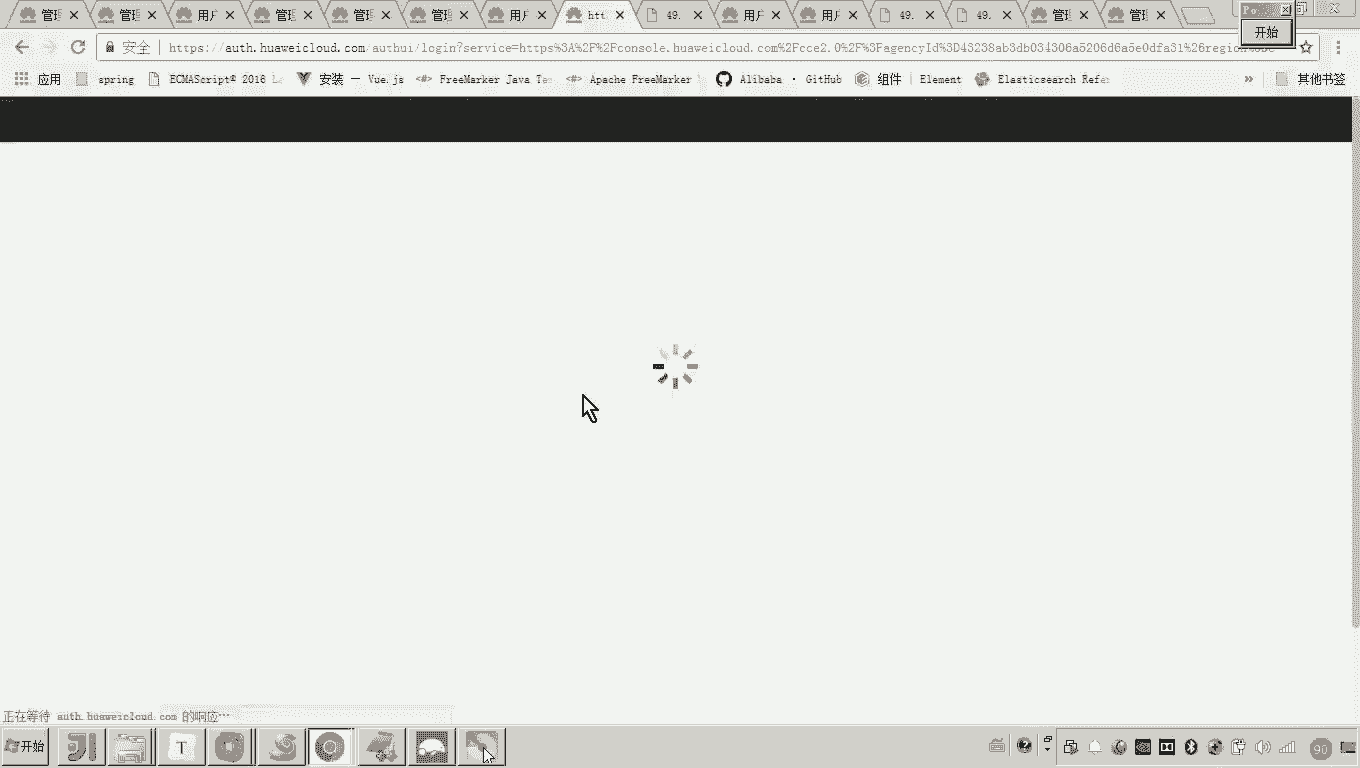 管理 管理 用户 管理 管理 管理 用户 htt 49. 用户 用户 49. 49. 管理 管理
开始
安全 https://auth.huaweicloud.com/authui/login?service=https%3A%2F%2Fconsole.huaweicloud.com%2Fcce2.0%2F%3FagencyId%3D43238ab3db034306a5206d6a5e0dfa31%26region%3Dc
应用 spring ECMAScript® 2018 La 安装 — Vue.js FreeMarker Java Tem Apache FreeMarker Alibaba · GitHub 组件 | Element Elasticsearch Refer » 其他书签
正在等待 auth.huaweicloud.com 的响应…
开始 T 90